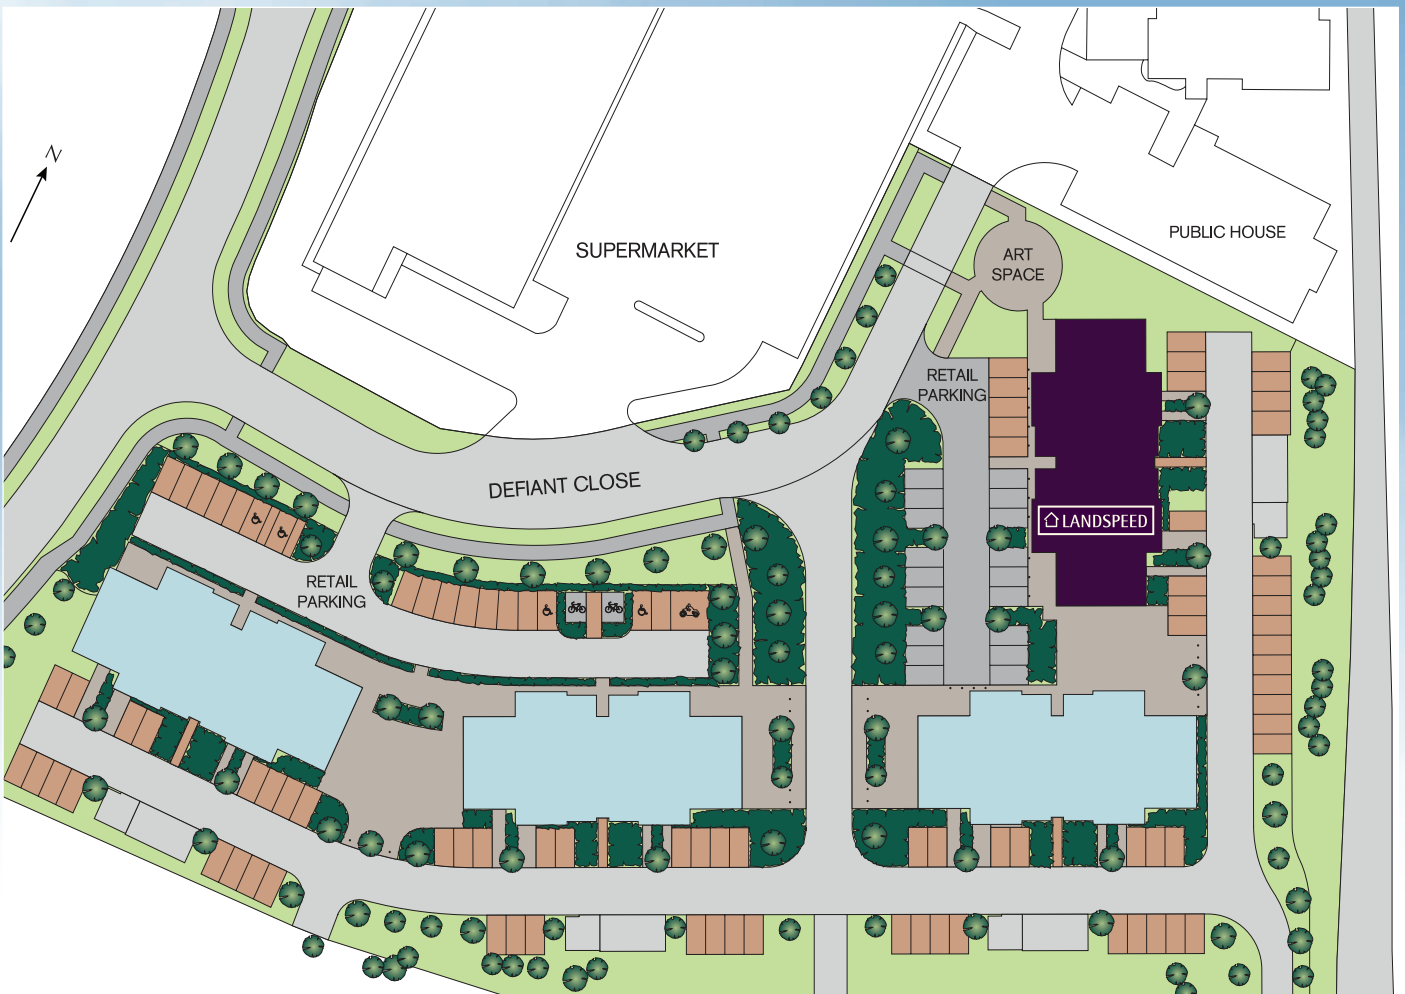 N
SUPERMARKET
PUBLIC HOUSE
ART
SPACE
RETAIL
PARKING
DEFIANT CLOSE
LANDSPEED
RETAIL
PARKING